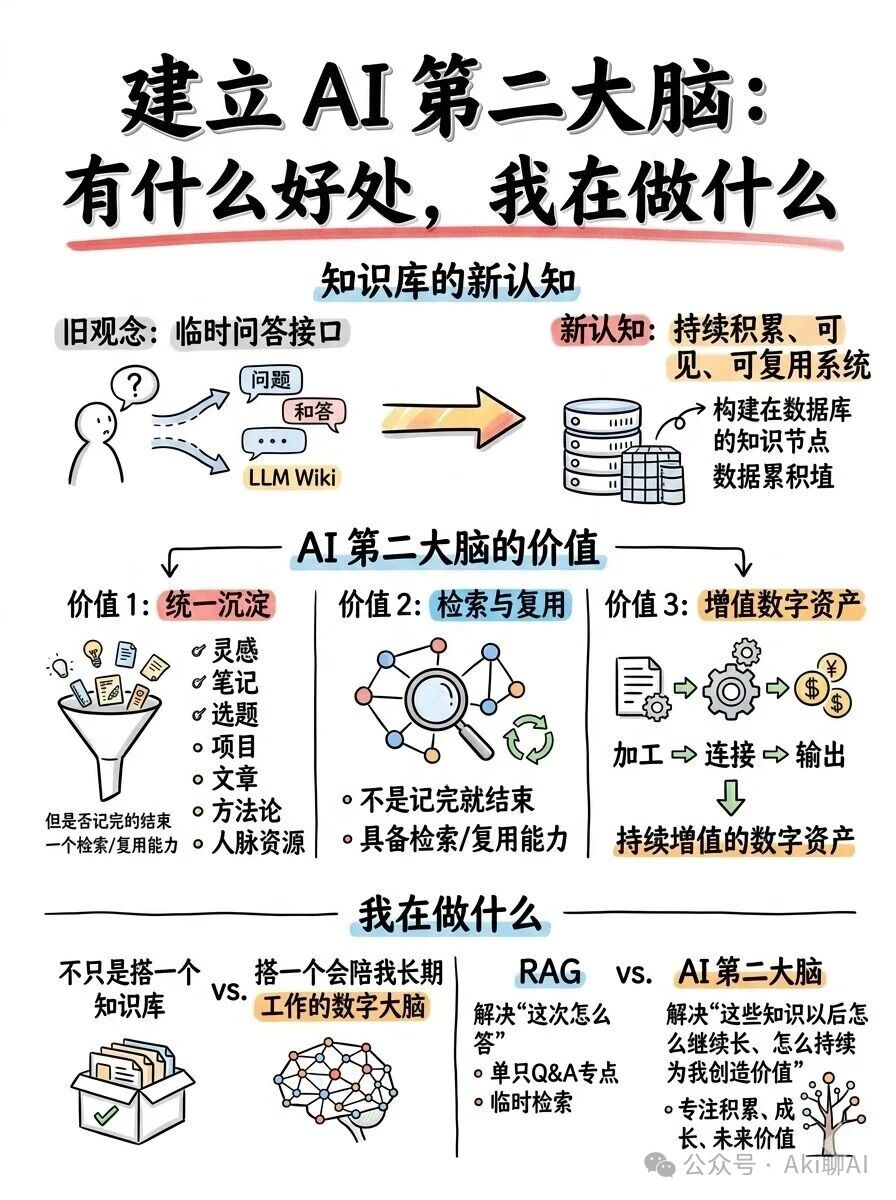 建立 AI 第二大脑：
有什么好处，我在做什么
知识库的新认知
旧观念：临时问答接口
?
问题
和答
...
LLM Wiki
新认知：持续积累、可
见、可复用系统
构建在数据库
的知识节点
数据累积埴
AI 第二大脑的价值
价值 1：统一沉淀
灵感
笔记
选题
项目
文章
方法论
人脉资源
但是否记完的结束
一个检索/复用能力
价值 2：检索与复用
不是记完就结束
具备检索/复用能力
价值 3：增值数字资产
$
¥
$
加工
连接
输出
持续增值的数字资产
我在做什么
不只是搭一个
知识库
vs.
搭一个会陪我长期
工作的数字大脑
RAG
vs.
AI 第二大脑
解决“这次怎么
答”
单只Q&A专点
临时检索
解决“这些知识以后怎
么继续长、怎么持续
为我创造价值”
专注积累、成
长、未来价值
公众号 · Aki聊AI